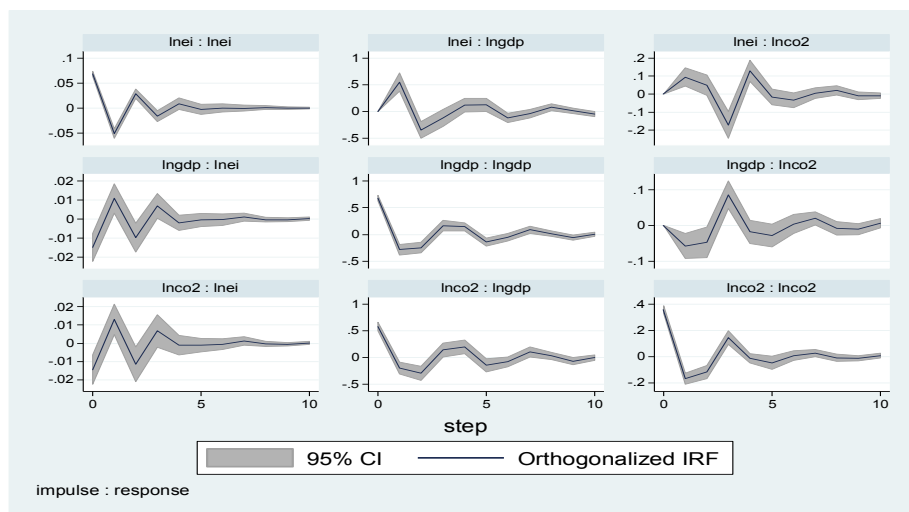 lnei : lnei
lnei : lngdp
lnei : lnco2
.1
.05
0
-.05
1
.5
0
-.5
.2
.1
0
-.1
-.2
lngdp : lnei
lngdp : lngdp
lngdp : lnco2
.02
.01
0
-.01
-.02
1
.5
0
-.5
.1
0
-.1
lnco2 : lnei
lnco2 : lngdp
lnco2 : lnco2
.02
.01
0
-.01
-.02
1
.5
0
-.5
.4
.2
0
-.2
0 5 10
0 5 10
0 5 10
step
95% CI
Orthogonalized IRF
impulse : response